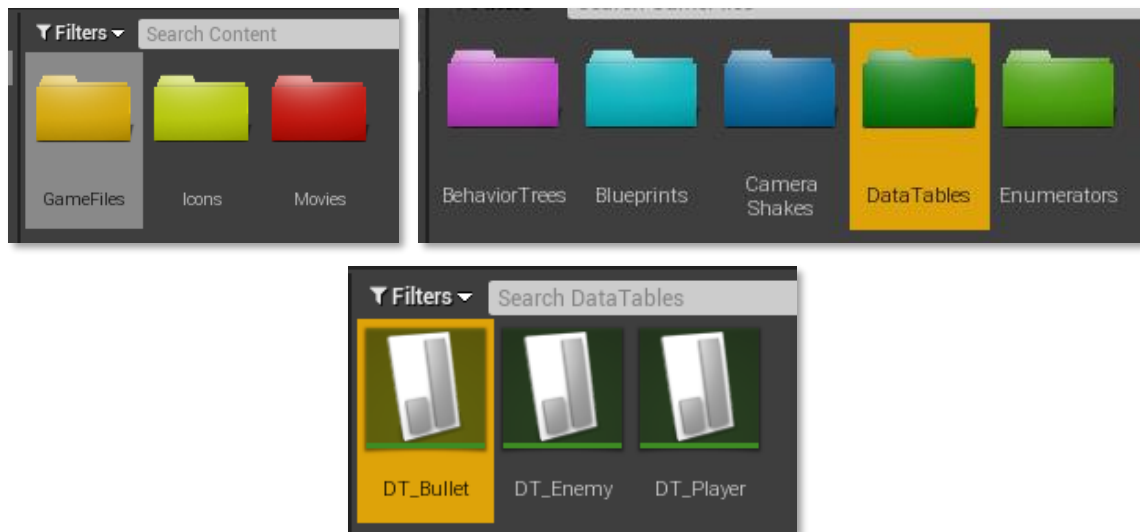 Filters
Search Content
GameFiles
Icons
Movies
BehaviorTrees
Blueprints
Camera
Shakes
DataTables
Enumerators
Filters
Search DataTables
DT_Bullet
DT_Enemy
DT_Player